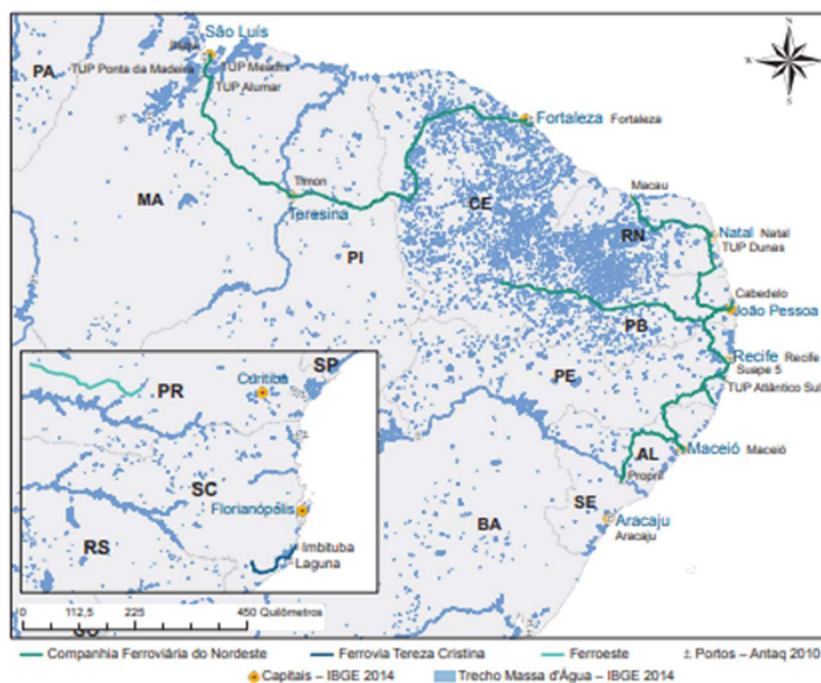 N
W
S
São Luís
PA
TUP Ponta da Madeira
TUP Alumar
Fortaleza Fortaleza
Timon
Teresina
MA
CE
Macau
RN
Natal Natal
TUP Dunas
PI
Cabedelo
João Pessoa
PB
Recife Recife
Suape 5
PE
TUP Atlântico Sul
Maceió Maceió
AL
Propriá
SE
Aracaju
Aracaju
BA
SP
PR
Curitiba
SC
Florianópolis
RS
Imbituba
Laguna
0 112,5 225 450 Quilômetros
Companhia Ferroviária do Nordeste Ferrovia Tereza Cristina Ferroeste Portos – Antaq 2010
Capitais – IBGE 2014 Trecho Massa d'Água – IBGE 2014